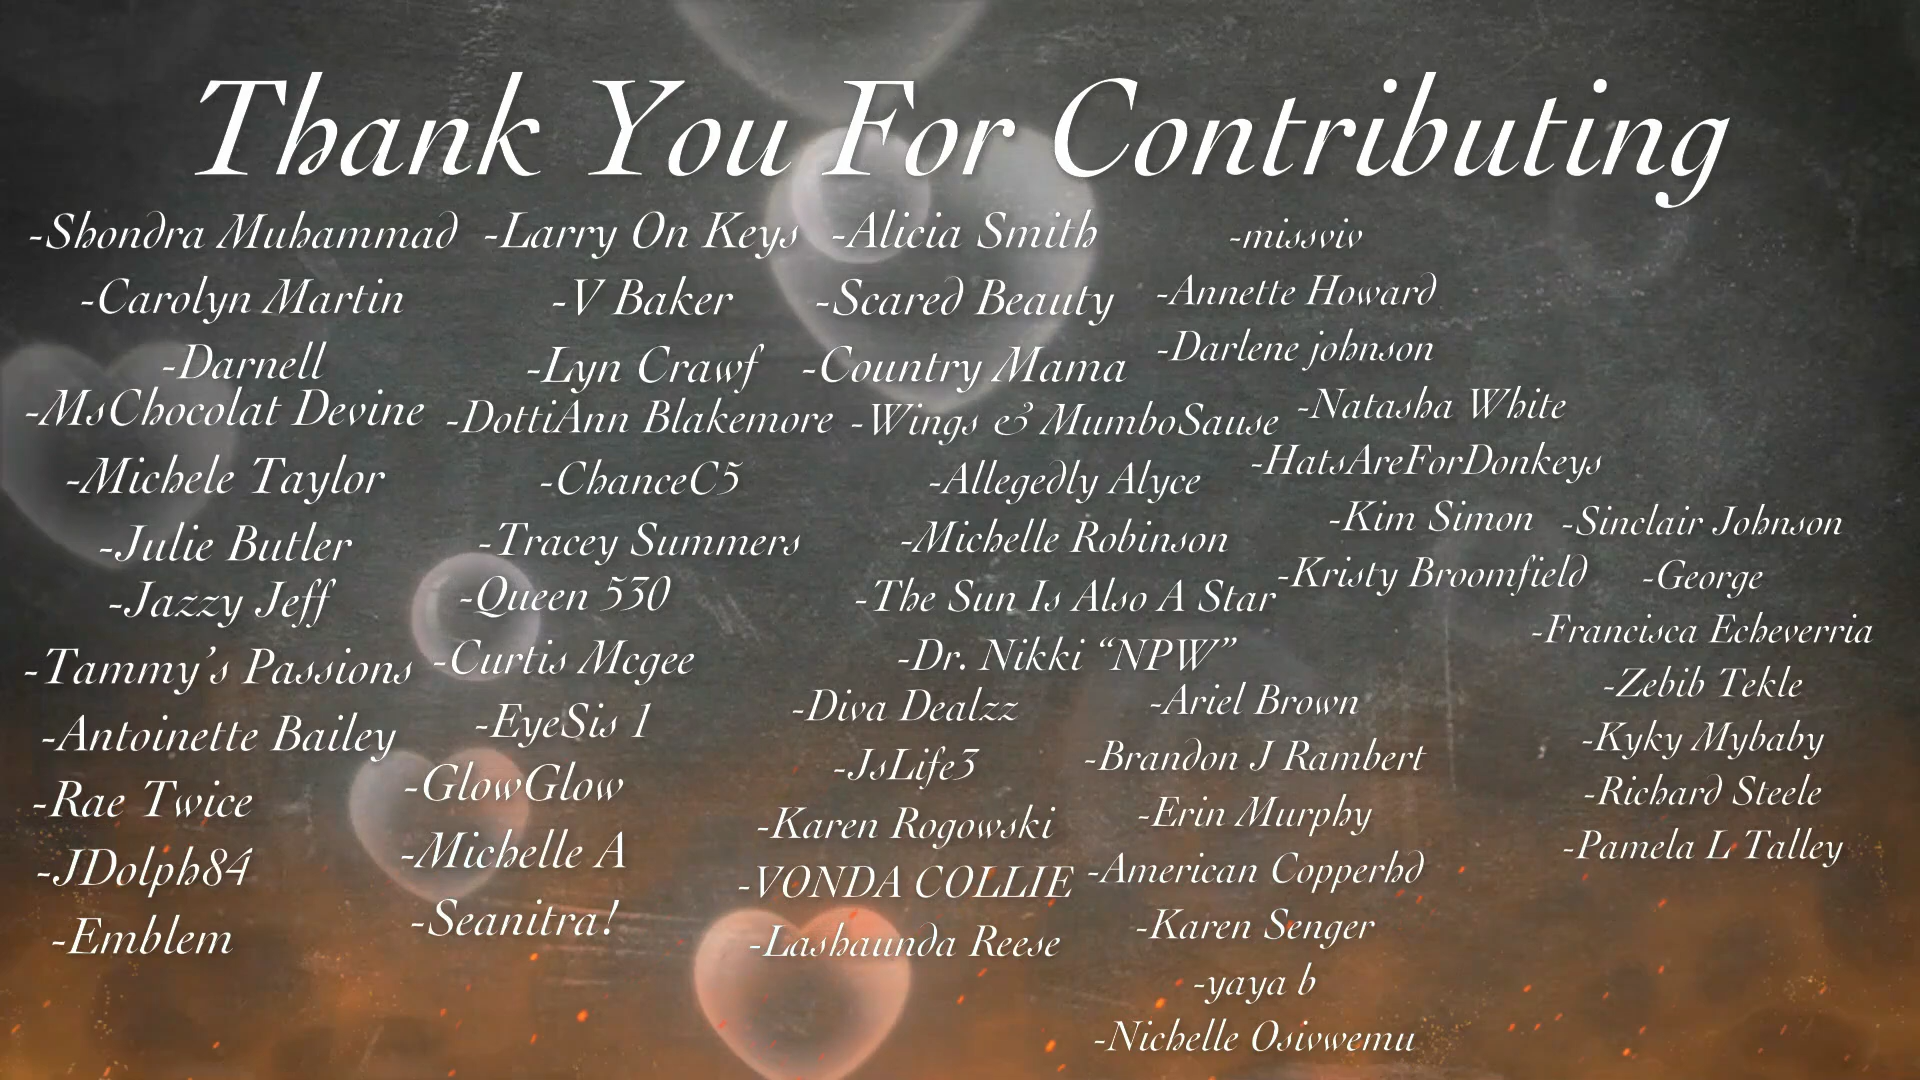 Thank You For Contributing
-Shondra Muhammad
-Carolyn Martin
-Darnell
-MsChocolat Devine
-Michele Taylor
-Julie Butler
-Jazzy Jeff
-Tammy's Passions
-Antoinette Bailey
-Rae Twice
-JDolph84
-Emblem
-Larry On Keys
-V Baker
-Lyn Crawf
-DottiAnn Blakemore
-ChanceC5
-Tracey Summers
-Queen 530
-Curtis Mcgee
-EyeSis 1
-GlowGlow
-Michelle A
-Seanitra!
-Alicia Smith
-Scared Beauty
-Country Mama
-Wings & MumboSause
-Allegedly Alyce
-Michelle Robinson
-The Sun Is Also A Star
-Dr. Nikki “NPW”
-Diva Dealzz
-JsLife3
-Karen Rogowski
-VONDA COLLIE
-Lashaunda Reese
-missviv
-Annette Howard
-Darlene johnson
-Natasha White
-HatsAreForDonkeys
-Kim Simon
-Kristy Broomfield
-Ariel Brown
-Brandon J Rambert
-Erin Murphy
-American Copperhd
-Karen Senger
-yaya b
-Nichelle Osivwemu
-Sinclair Johnson
-George
-Francisca Echeverria
-Zebib Tekle
-Kyky Mybaby
-Richard Steele
-Pamela L Talley